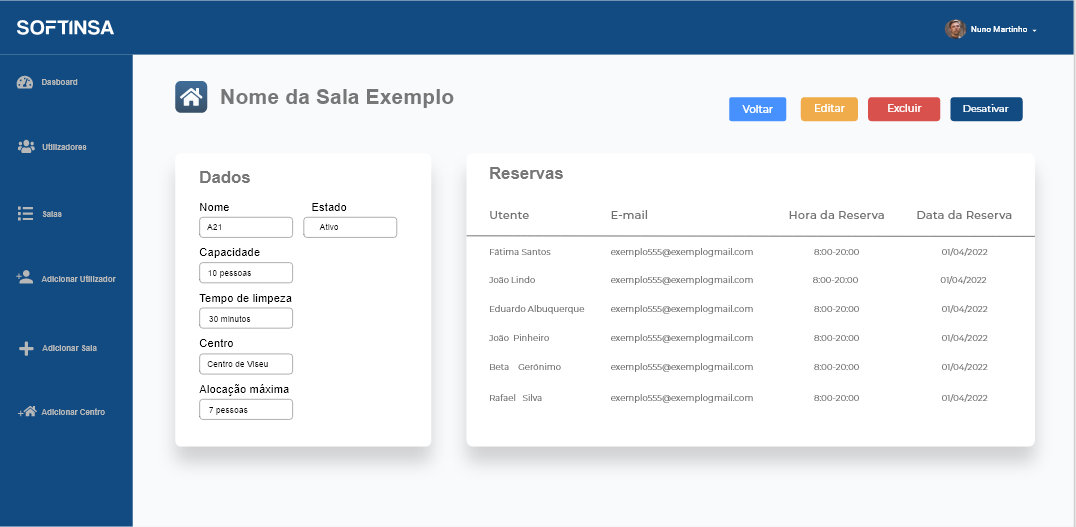 SOFTINSA
Nuno Martinho
Dasboard
Utilizadores
Salas
Adicionar Utilizador
Adicionar Sala
Adicionar Centro
Nome da Sala Exemplo
Voltar
Editar
Excluir
Desativar
Dados
Nome Estado
A21 Ativo
Capacidade
10 pessoas
Tempo de limpeza
30 minutos
Centro
Centro de Viseu
Alocação máxima
7 pessoas
Reservas
Utente E-mail Hora da Reserva Data da Reserva
Fátima Santos exemplo555@exemplogmail.com 8:00-20:00 01/04/2022
João Lindo exemplo555@exemplogmail.com 8:00-20:00 01/04/2022
Eduardo Albuquerque exemplo555@exemplogmail.com 8:00-20:00 01/04/2022
João Pinheiro exemplo555@exemplogmail.com 8:00-20:00 01/04/2022
Beta Gerónimo exemplo555@exemplogmail.com 8:00-20:00 01/04/2022
Rafael Silva exemplo555@exemplogmail.com 8:00-20:00 01/04/2022